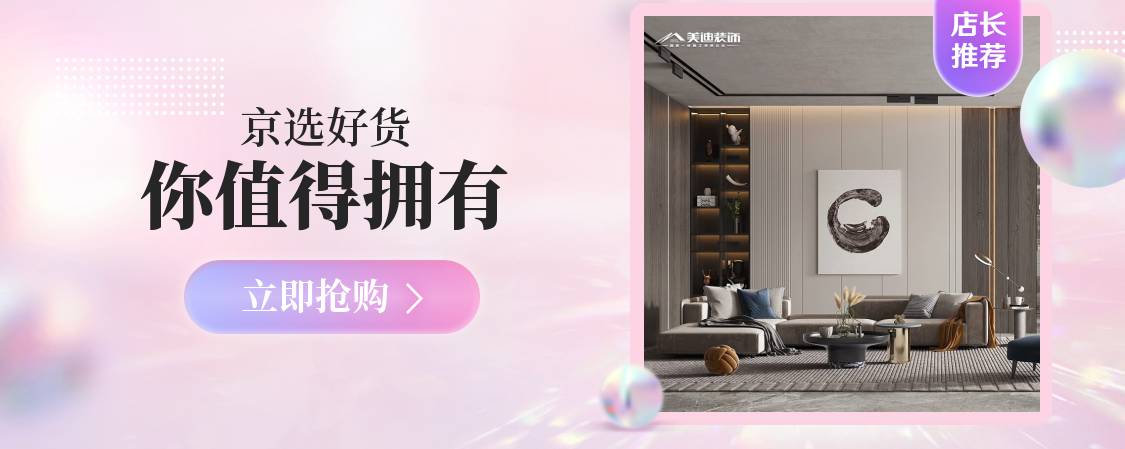 京选好货
你值得拥有
立即抢购
美迪装饰
店长
推荐